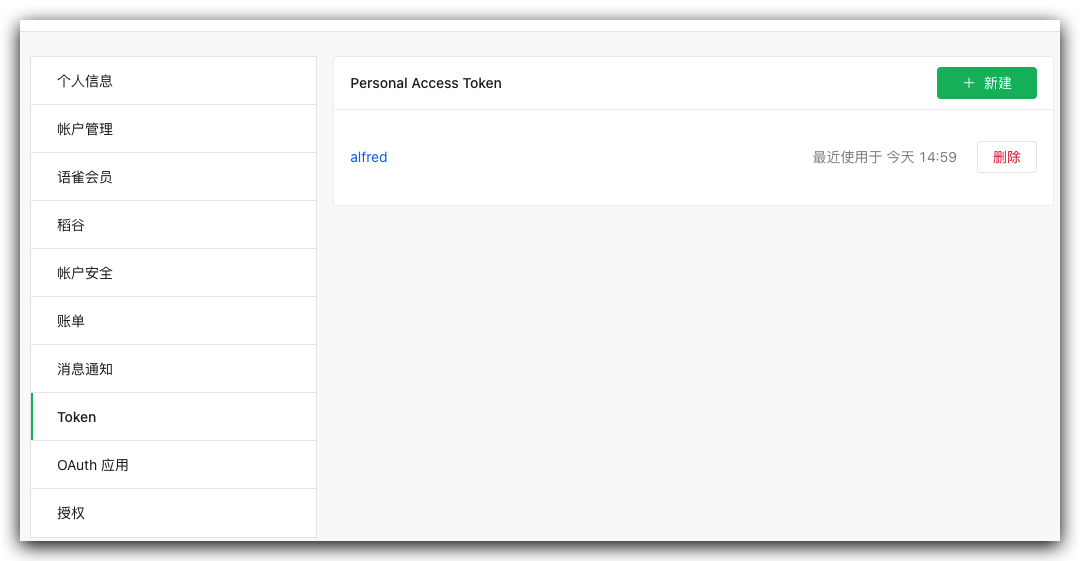 个人信息
帐户管理
语雀会员
稻谷
帐户安全
账单
消息通知
Token
OAuth 应用
授权
Personal Access Token
新建
alfred
最近使用于 今天 14:59
删除